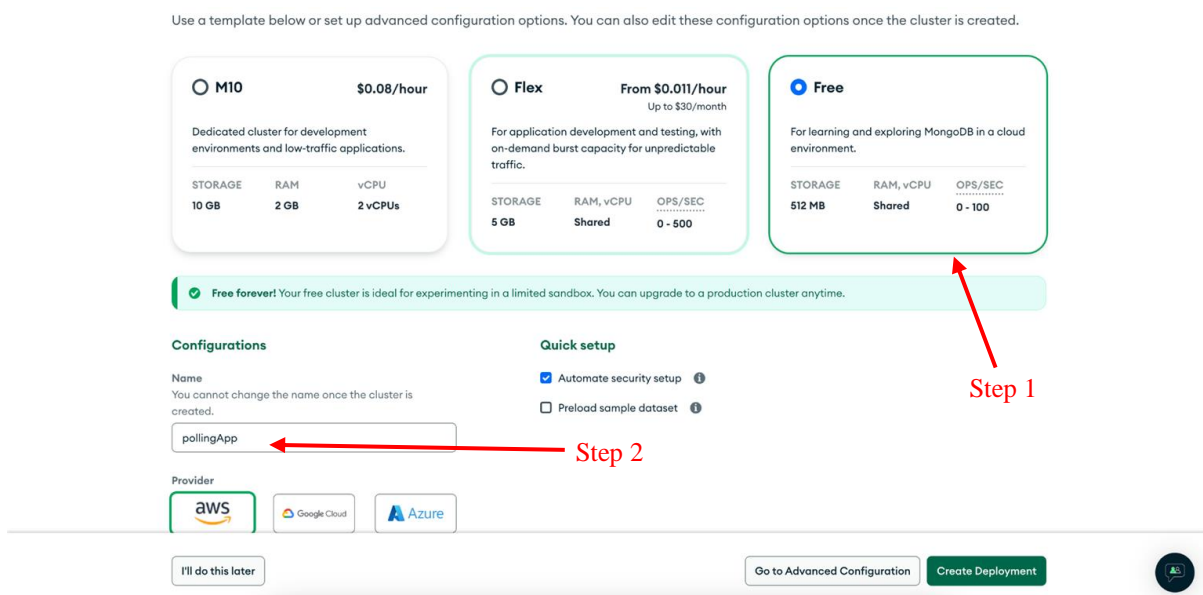 Use a template below or set up advanced configuration options. You can also edit these configuration options once the cluster is created.
M10
$0.08/hour
Dedicated cluster for development
environments and low-traffic applications.
STORAGE RAM vCPU
10 GB 2 GB 2 vCPUs
Flex
From $0.011/hour
Up to $30/month
For application development and testing, with
on-demand burst capacity for unpredictable
traffic.
STORAGE RAM, vCPU OPS/SEC
5 GB Shared 0 - 500
Free
For learning and exploring MongoDB in a cloud
environment.
STORAGE RAM, vCPU OPS/SEC
512 MB Shared 0 - 100
Free forever! Your free cluster is ideal for experimenting in a limited sandbox. You can upgrade to a production cluster anytime.
Step 1
Configurations
Name
You cannot change the name once the cluster is
created.
pollingApp
Quick setup
Automate security setup
Preload sample dataset
Step 2
Provider
aws
Google Cloud
Azure
I'll do this later
Go to Advanced Configuration
Create Deployment